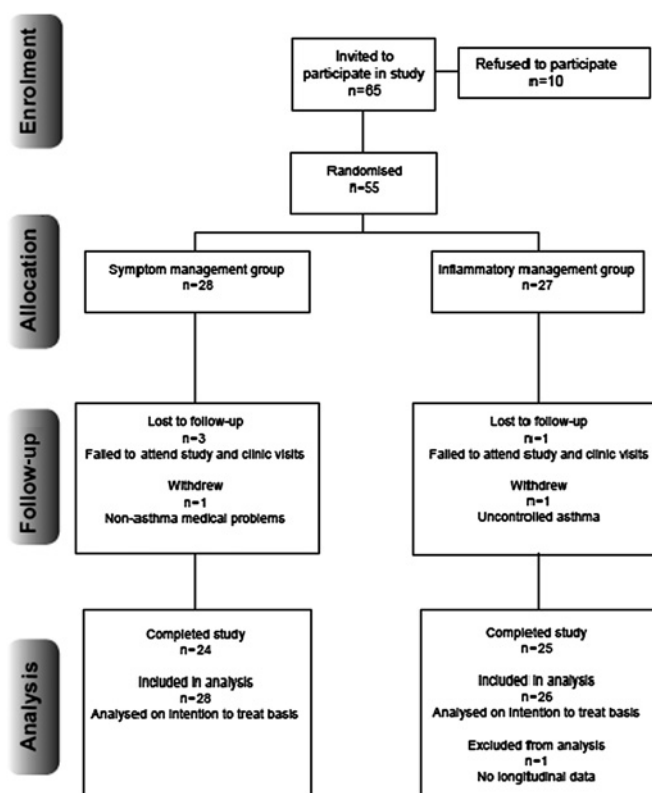 Enrolment
Invited to
participate in study
n=65
Refused to participate
n=10
Randomised
n=55
Allocation
Symptom management group
n=28
Inflammatory management group
n=27
Follow-up
Lost to follow-up
n=3
Failed to attend study and clinic visits
Withdrew
n=1
Non-asthma medical problems
Lost to follow-up
n=1
Failed to attend study and clinic visits
Withdrew
n=1
Uncontrolled asthma
Analysis
Completed study
n=24
Included in analysis
n=28
Analysed on intention to treat basis
Completed study
n=25
Included in analysis
n=26
Analysed on intention to treat basis
Excluded from analysis
n=1
No longitudinal data